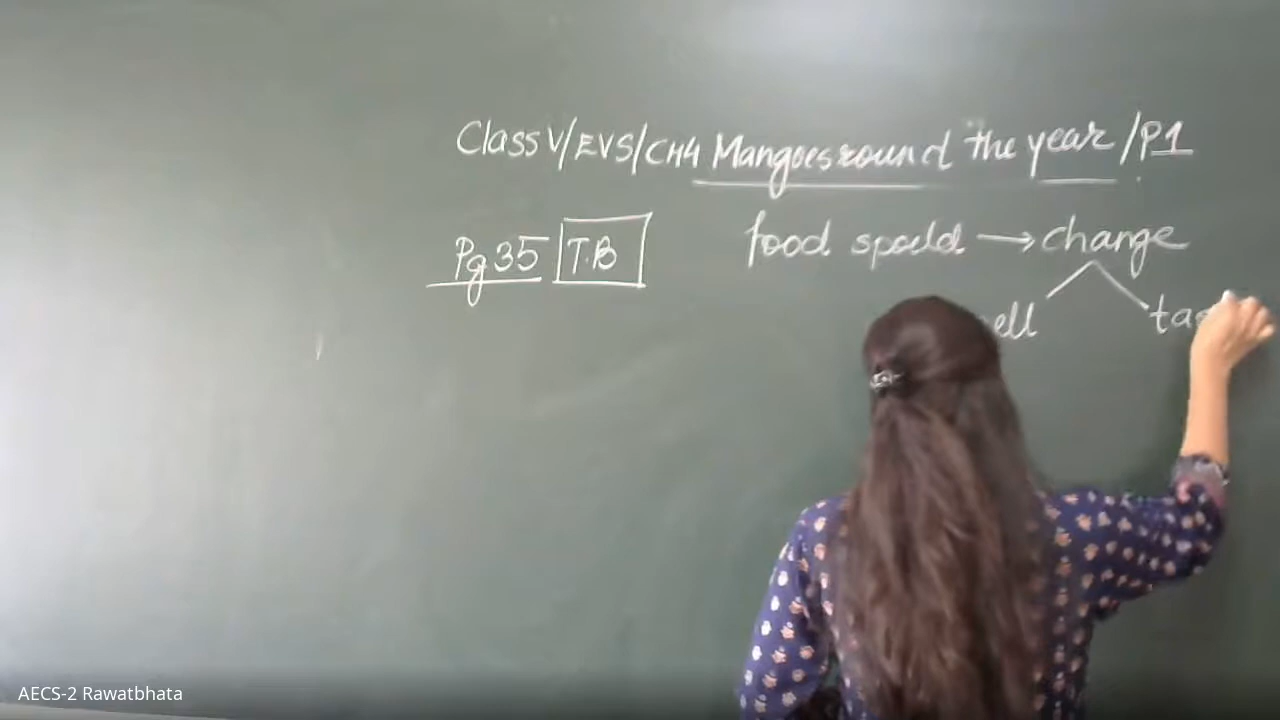 Class V/EVS/CH4 Mangoes round the year/P1
Pg 35 T.B food spoild → change
AECS-2 Rawatbhata